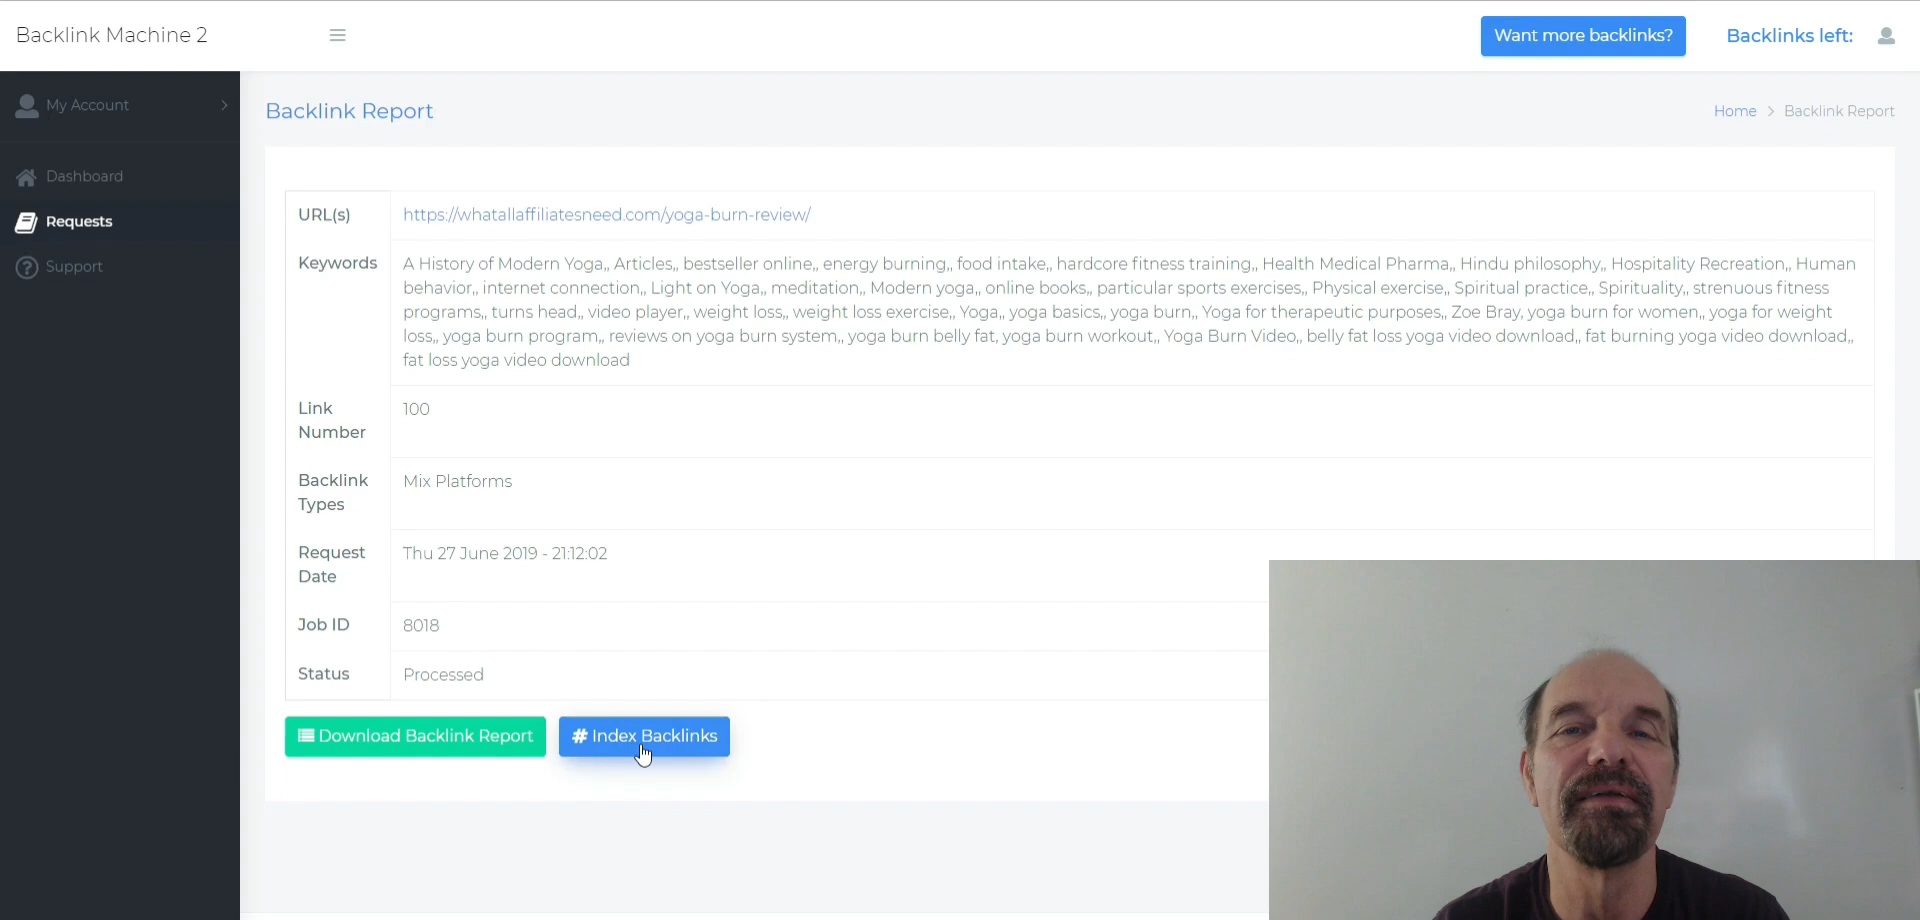 Backlink Machine 2
Want more backlinks?
Backlinks left:
My Account
Dashboard
Requests
Support
Backlink Report
Home > Backlink Report
URL(s)
https://whatallaffiliatesneed.com/yoga-burn-review/
Keywords
A History of Modern Yoga,, Articles,, bestseller online,, energy burning,, food intake,, hardcore fitness training,, Health Medical Pharma,, Hindu philosophy,, Hospitality Recreation,, Human
behavior,, internet connection,, Light on Yoga,, meditation,, Modern yoga,, online books,, particular sports exercises,, Physical exercise,, Spiritual practice,, Spirituality,, strenuous fitness
programs,, turns head,, video player,, weight loss,, weight loss exercise,, Yoga,, yoga basics,, yoga burn,, Yoga for therapeutic purposes,, Zoe Bray, yoga burn for women,, yoga for weight
loss,, yoga burn program,, reviews on yoga burn system,, yoga burn belly fat, yoga burn workout,, Yoga Burn Video,, belly fat loss yoga video download,, fat burning yoga video download,,
fat loss yoga video download
Link
Number
100
Backlink
Types
Mix Platforms
Request
Date
Thu 27 June 2019 - 21:12:02
Job ID
8018
Status
Processed
Download Backlink Report
# Index Backlinks